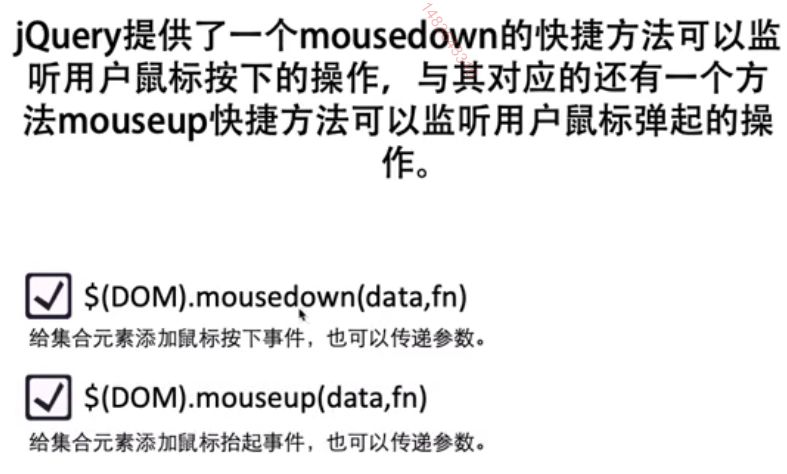 jQuery提供了一个mousedown的快捷方法可以监
听用户鼠标按下的操作，与其对应的还有一个方
法mouseup快捷方法可以监听用户鼠标弹起的操
作。
$(DOM).mousedown(data,fn)
给集合元素添加鼠标按下事件，也可以传递参数。
$(DOM).mouseup(data,fn)
给集合元素添加鼠标抬起事件，也可以传递参数。